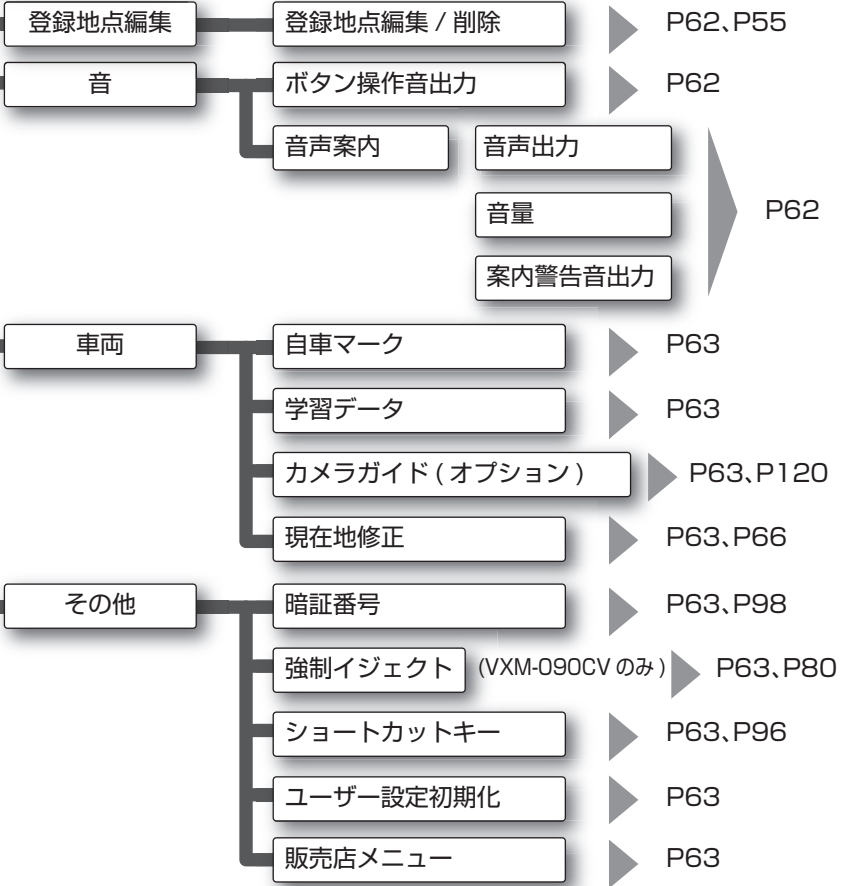 登録地点編集 登録地点編集 / 削除 P62、P55
音 ボタン操作音出力 P62
音声案内 音声出力
音量 P62
案内警告音出力
車両 自車マーク P63
学習データ P63
カメラガイド ( オプション ) P63、P120
現在地修正 P63、P66
その他 暗証番号 P63、P98
強制イジェクト (VXM-090CV のみ ) P63、P80
ショートカットキー P63、P96
ユーザー設定初期化 P63
販売店メニュー P63